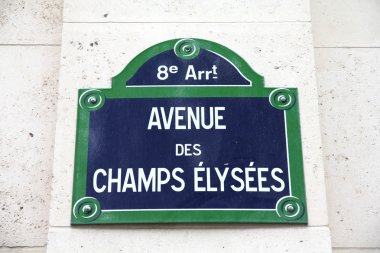 8e Arrt
AVENUE
DES
CHAMPS ÉLYSÉES